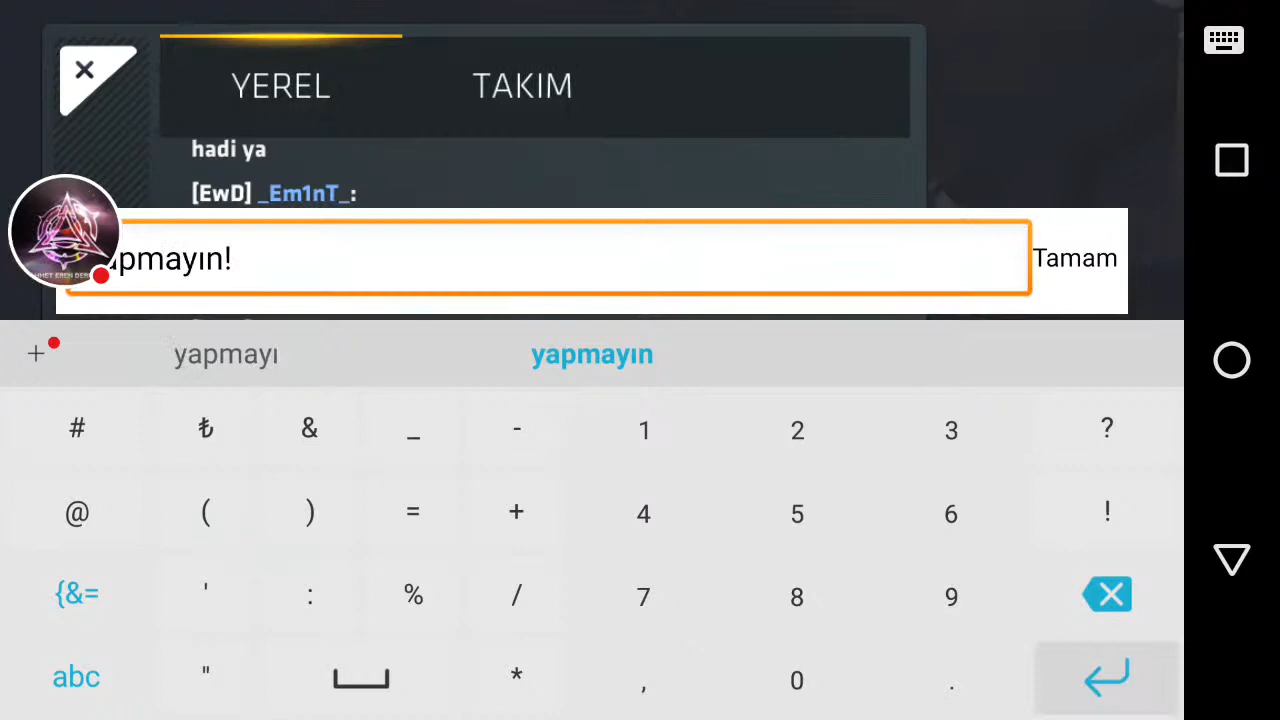 YEREL TAKIM
hadi ya
[EwD] _Em1nT_:
apmayın! Tamam
+ yapmayı yapmayın
# ₺ & _ - 1 2 3 ?
@ ( ) = + 4 5 6 !
{&= ' : % / 7 8 9
abc " * , 0 .